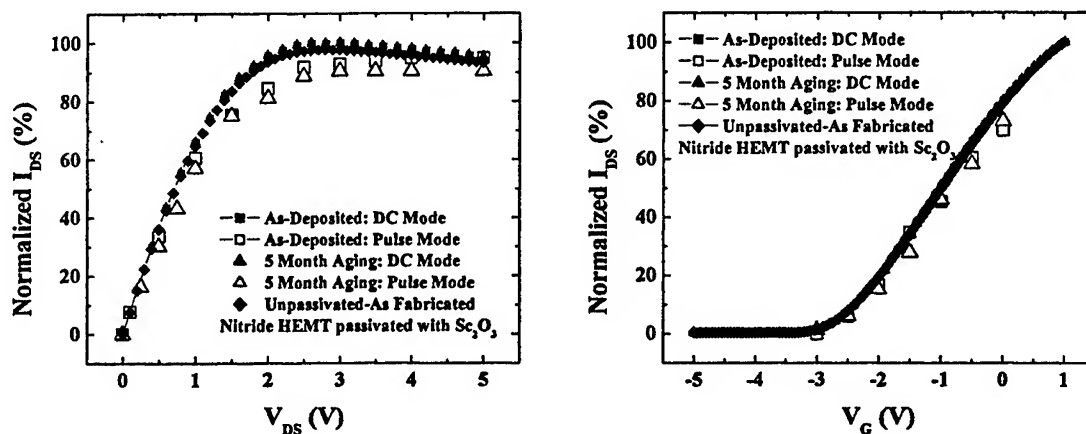 Normalized I_DS (%)
100
80
60
40
20
0
As-Deposited: DC Mode
As-Deposited: Pulse Mode
5 Month Aging: DC Mode
5 Month Aging: Pulse Mode
Unpassivated-As Fabricated
Nitride HEMT passivated with Sc₂O₃
0 1 2 3 4 5
V_DS (V)
Normalized I_DS (%)
100
80
60
40
20
0
As-Deposited: DC Mode
As-Deposited: Pulse Mode
5 Month Aging: DC Mode
5 Month Aging: Pulse Mode
Unpassivated-As Fabricated
Nitride HEMT passivated with Sc₂O₃
-5 -4 -3 -2 -1 0 1
V_G (V)